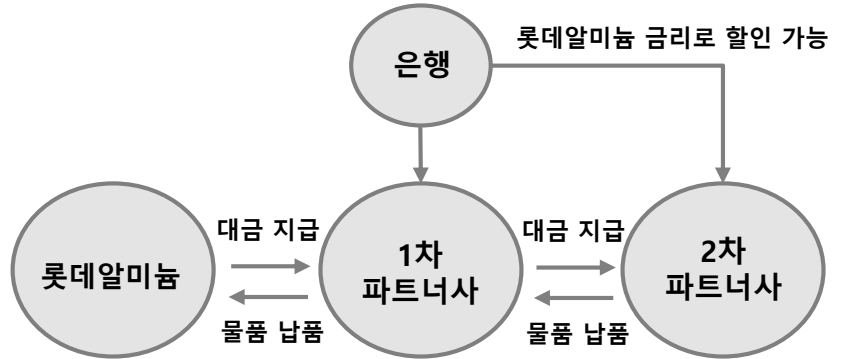 롯데알미늄 금리로 할인 가능
은행
대금 지급
대금 지급
롯데알미늄
1차
파트너사
2차
파트너사
물품 납품
물품 납품